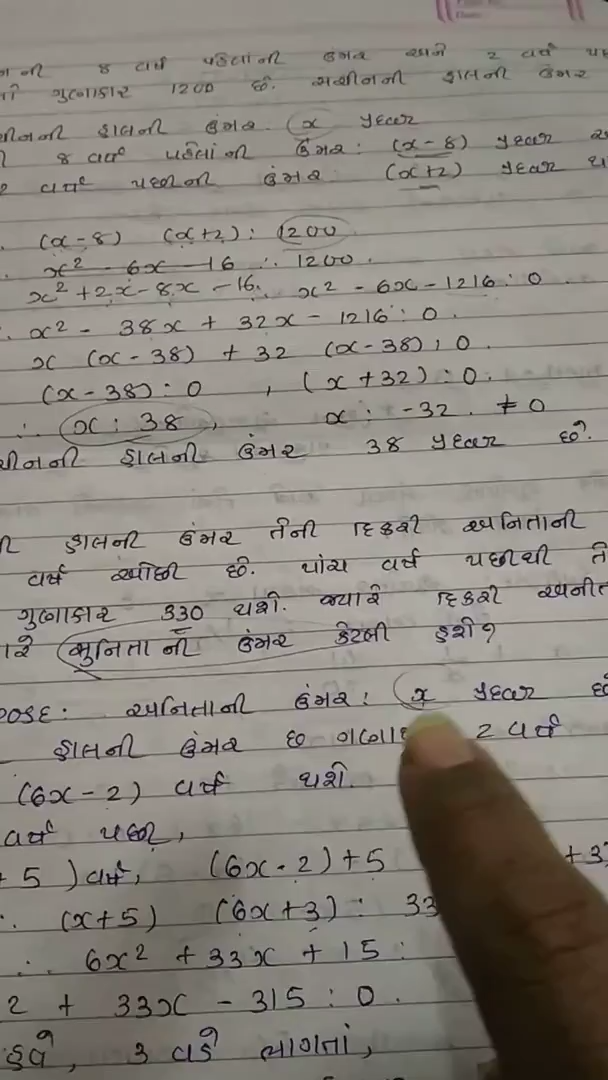 ની 8 વર્ષ પહેલાંની ઉંમર અને 2 વર્ષ
ગુણાકાર 1200 છે. સચીનની હાલની ઉંમર
હાલની ઉંમર x year
8 વર્ષ પહેલાંની ઉંમર : (x-8) year
વર્ષ પછીની ઉંમર (x+2) year
(x-8) (x+2) : 1200
x² - 6x - 16 ∴ 1200.
x² + 2x - 8x - 16. x² - 6x - 1216 : 0.
∴ x² - 38x + 32x - 1216 : 0.
x (x-38) + 32 (x-38) : 0.
(x-38) : 0 , (x+32) : 0.
∴ x : 38 , x : -32. ≠ 0
હાલની ઉંમર 38 year છે.
હાલની ઉંમર તેની દિકરી અનિતાની
વર્ષ ઓછી છે. પાંચ વર્ષ પછીથી
ગુણાકાર 330 થશે. જ્યારે દિકરી
સુનિતા ની ઉંમર કેટલી હશે?
અનિતાની ઉંમર : x year
હાલની ઉંમર છ 2 વર્ષ
(6x-2) વર્ષ થશે.
વર્ષ પછી,
+ 5 ) વર્ષ, (6x-2)+5
∴ (x+5) (6x+3) : 33
∴ 6x² + 33x + 15 :
2 + 33x - 315 : 0.
હવે, 3 વડે ભાગતાં,